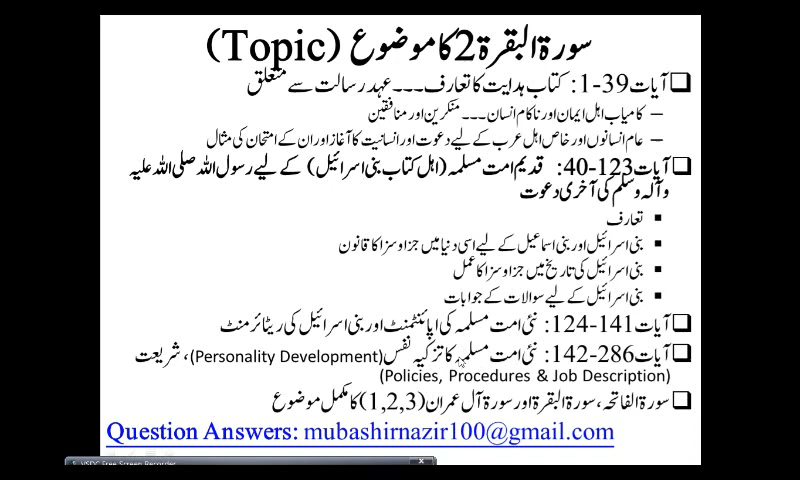 سورۃ البقرۃ 2 کا موضوع (Topic)
❑ آیات 39-1: کتاب ہدایت کا تعارف۔۔۔ عہد رسالت سے متعلق
– کامیاب اہل ایمان اور ناکام انسان۔۔۔ منکرین اور منافقین
– عام انسانوں اور خاص اہل عرب کے لیے دعوت اور انسانیت کا آغاز اور ان کے امتحان کی مثال
❑ آیات 123-40: قدیم امت مسلمہ (اہل کتاب بنی اسرائیل) کے لیے رسول اللہ صلی اللہ علیہ
وآلہ وسلم کی آخری دعوت
▪ تعارف
▪ بنی اسرائیل اور بنی اسماعیل کے لیے اسی دنیا میں جزا و سزا کا قانون
▪ بنی اسرائیل کی تاریخ میں جزا و سزا کا عمل
▪ بنی اسرائیل کے لیے سوالات کے جوابات
❑ آیات 141-124: نئی امت مسلمہ کی اپائنٹمنٹ اور بنی اسرائیل کی ریٹائرمنٹ
❑ آیات 286-142: نئی امت مسلمہ کا تزکیہ نفس (Personality Development)، شریعت
(Policies, Procedures & Job Description)
❑ سورۃ الفاتحہ، سورۃ البقرۃ اور سورۃ آل عمران (1,2,3) کا مکمل موضوع
Question Answers: mubashirnazir100@gmail.com
VSDC Free Screen Recorder